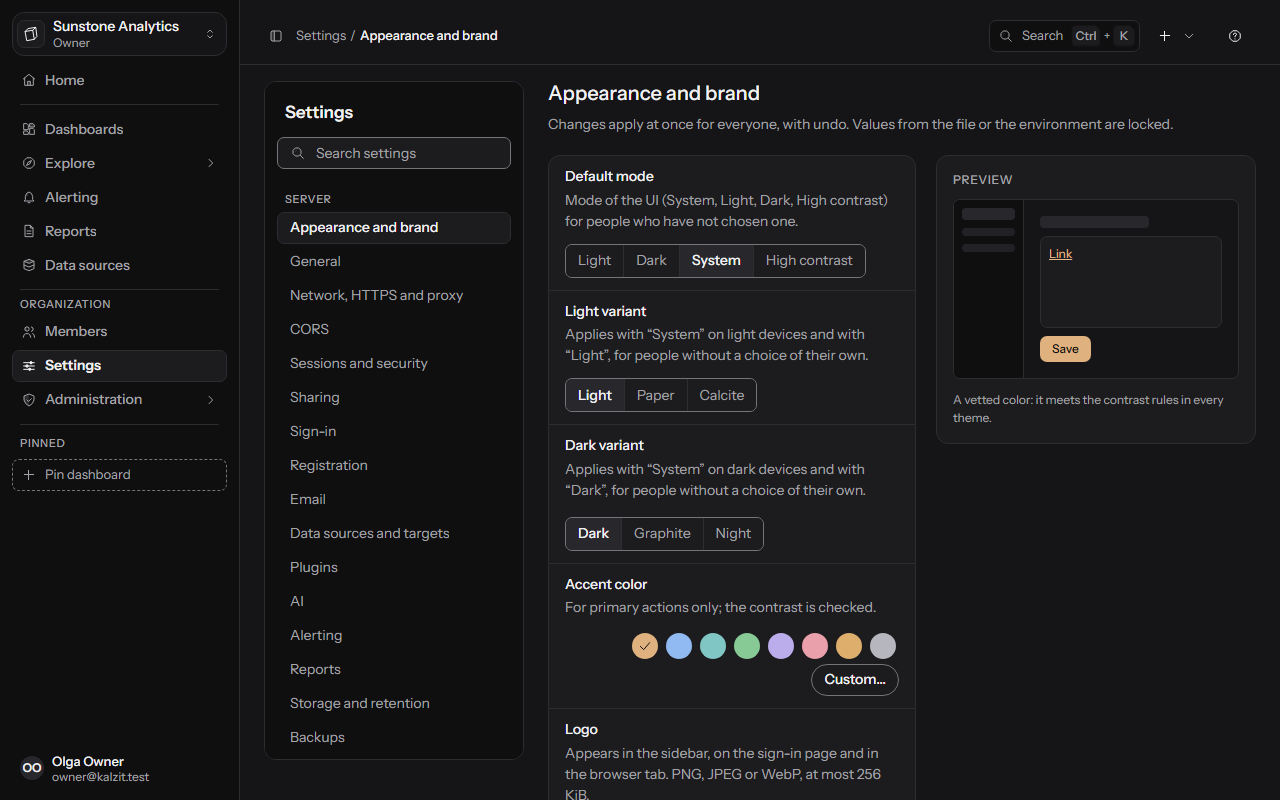 Sunstone Analytics
Owner
Home
Dashboards
Explore
Alerting
Reports
Data sources
ORGANIZATION
Members
Settings
Administration
PINNED
Pin dashboard
OO
Olga Owner
owner@kalzit.test
Settings / Appearance and brand
Search Ctrl + K
Settings
Search settings
SERVER
Appearance and brand
General
Network, HTTPS and proxy
CORS
Sessions and security
Sharing
Sign-in
Registration
Email
Data sources and targets
Plugins
AI
Alerting
Reports
Storage and retention
Backups
Appearance and brand
Changes apply at once for everyone, with undo. Values from the file or the environment are locked.
Default mode
Mode of the UI (System, Light, Dark, High contrast)
for people who have not chosen one.
Light Dark System High contrast
Light variant
Applies with “System” on light devices and with
“Light”, for people without a choice of their own.
Light Paper Calcite
Dark variant
Applies with “System” on dark devices and with
“Dark”, for people without a choice of their own.
Dark Graphite Night
Accent color
For primary actions only; the contrast is checked.
Custom...
Logo
Appears in the sidebar, on the sign-in page and in
the browser tab. PNG, JPEG or WebP, at most 256
KiB.
PREVIEW
Link
Save
A vetted color: it meets the contrast rules in every
theme.